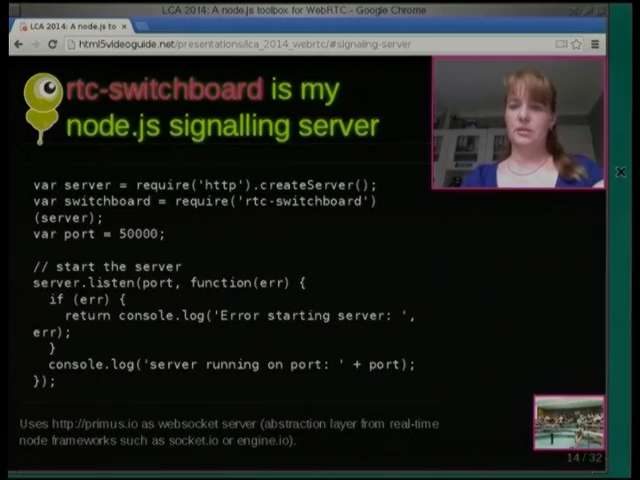 LCA 2014: A node.js toolbox for WebRTC - Google Chrome
LCA 2014: A node.js to ×
html5videoguide.net/presentations/lca_2014_webrtc/#signaling-server
rtc-switchboard is my
node.js signalling server
var server = require('http').createServer();
var switchboard = require('rtc-switchboard')
(server);
var port = 50000;
// start the server
server.listen(port, function(err) {
if (err) {
return console.log('Error starting server: ',
err);
}
console.log('server running on port: ' + port);
});
Uses http://primus.io as websocket server (abstraction layer from real-time
node frameworks such as socket.io or engine.io).
14 / 32